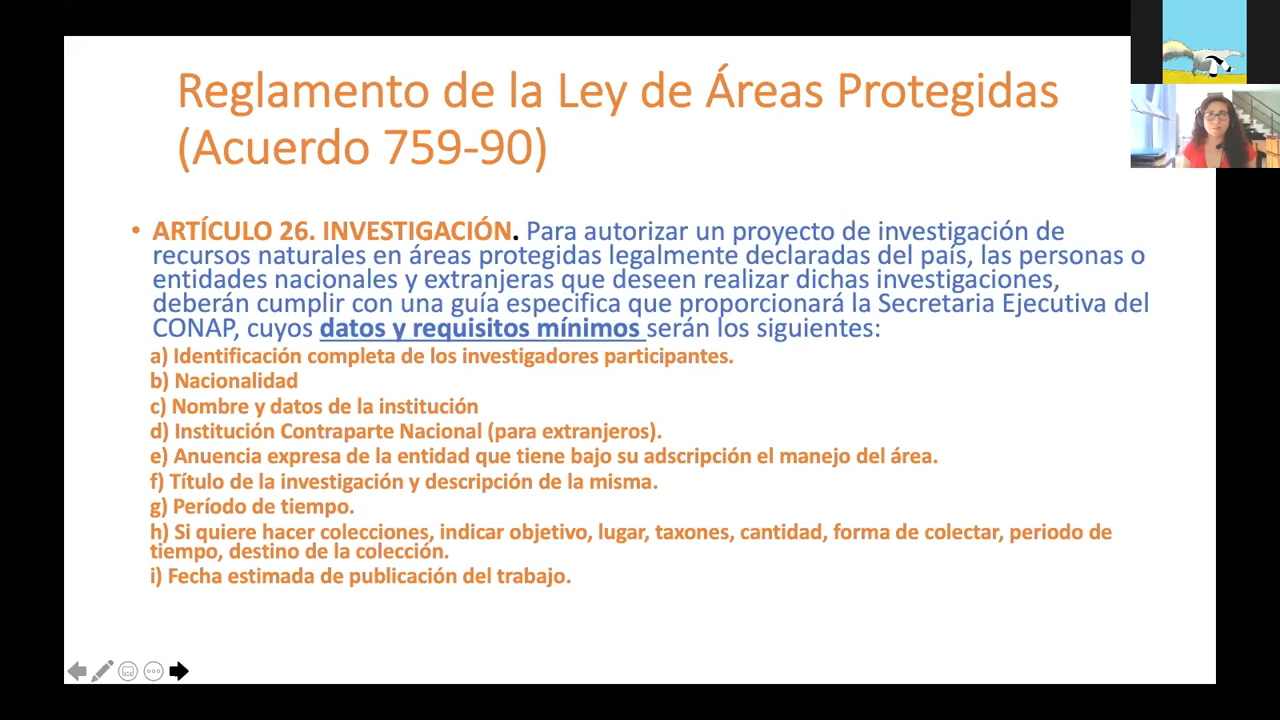 Reglamento de la Ley de Áreas Protegidas
(Acuerdo 759-90)
• ARTÍCULO 26. INVESTIGACIÓN. Para autorizar un proyecto de investigación de
recursos naturales en áreas protegidas legalmente declaradas del país, las personas o
entidades nacionales y extranjeras que deseen realizar dichas investigaciones,
deberán cumplir con una guía especifica que proporcionará la Secretaria Ejecutiva del
CONAP, cuyos datos y requisitos mínimos serán los siguientes:
a) Identificación completa de los investigadores participantes.
b) Nacionalidad
c) Nombre y datos de la institución
d) Institución Contraparte Nacional (para extranjeros).
e) Anuencia expresa de la entidad que tiene bajo su adscripción el manejo del área.
f) Título de la investigación y descripción de la misma.
g) Período de tiempo.
h) Si quiere hacer colecciones, indicar objetivo, lugar, taxones, cantidad, forma de colectar, periodo de
tiempo, destino de la colección.
i) Fecha estimada de publicación del trabajo.